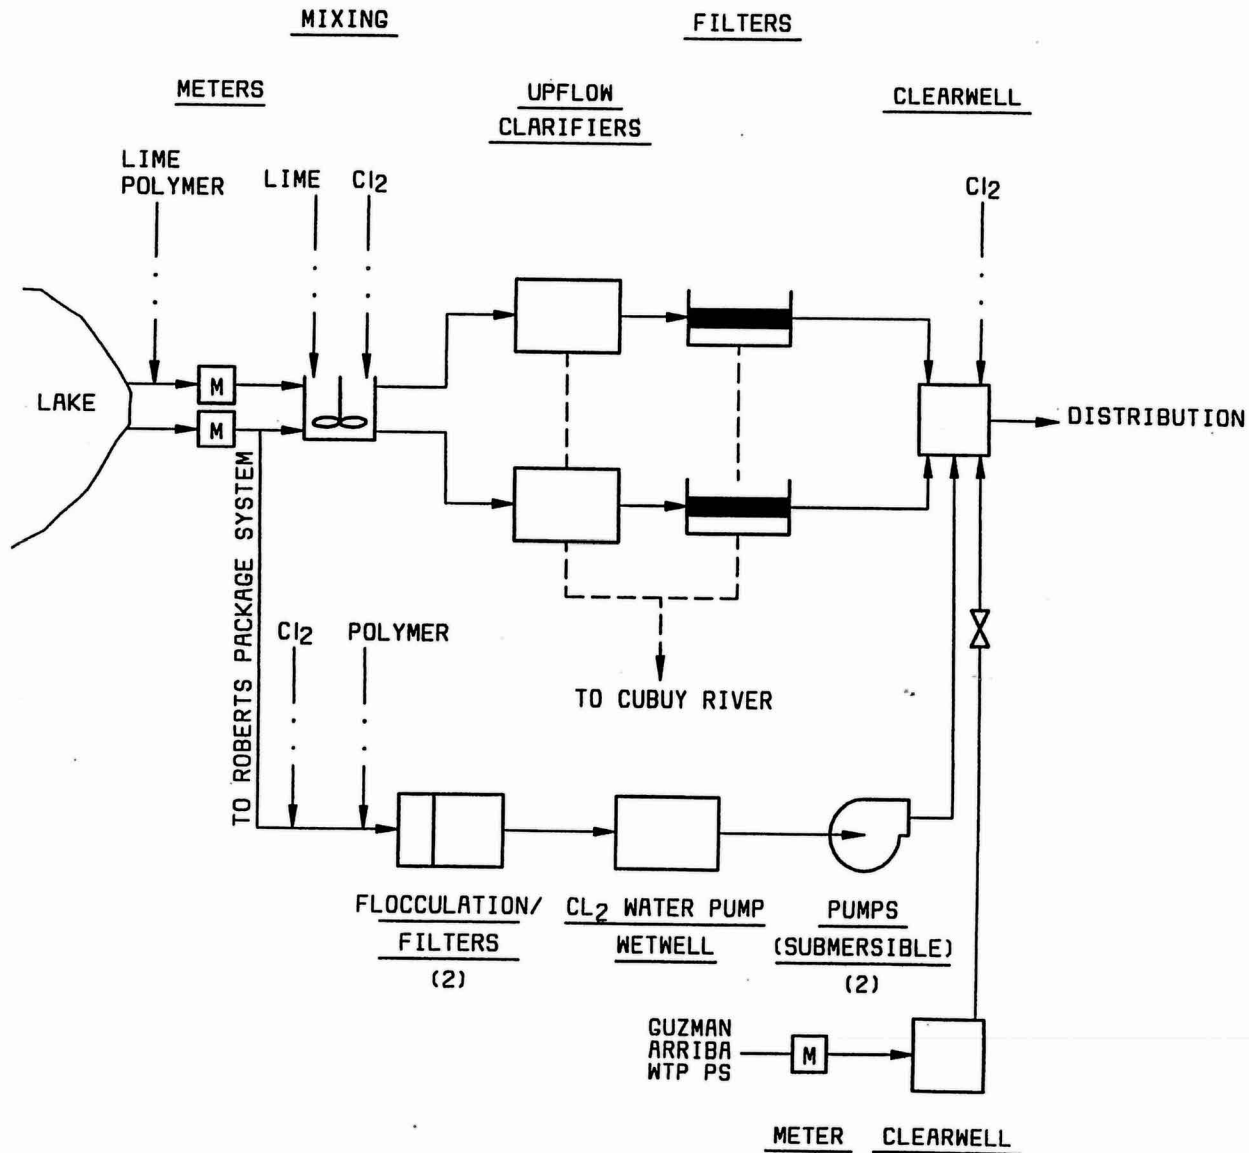 MIXING
FILTERS
METERS
UPFLOW
CLARIFIERS
CLEARWELL
LIME
POLYMER
LIME
Cl2
Cl2
LAKE
M
M
DISTRIBUTION
TO ROBERTS PACKAGE SYSTEM
Cl2
POLYMER
TO CUBUY RIVER
FLOCCULATION/
FILTERS
(2)
CL2 WATER PUMP
WETWELL
PUMPS
(SUBMERSIBLE)
(2)
GUZMAN
ARRIBA
WTP PS
M
METER
CLEARWELL